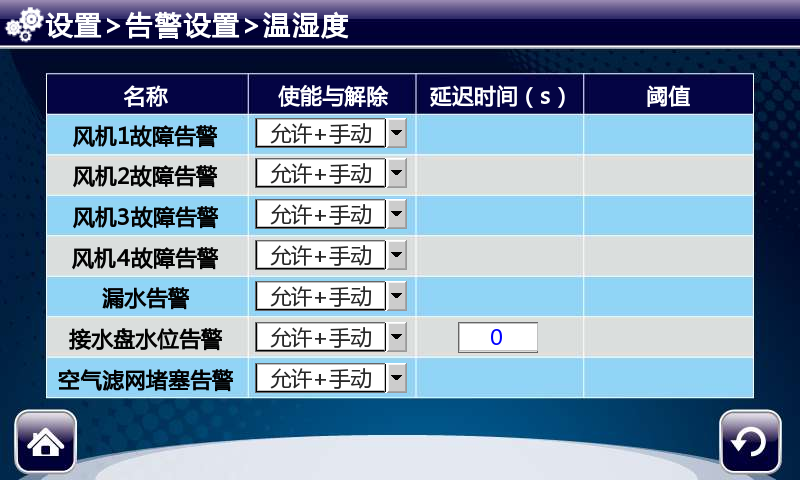 设置>告警设置>温湿度
名称 使能与解除 延迟时间（s） 阈值
风机1故障告警 允许+手动
风机2故障告警 允许+手动
风机3故障告警 允许+手动
风机4故障告警 允许+手动
漏水告警 允许+手动
接水盘水位告警 允许+手动 0
空气滤网堵塞告警 允许+手动